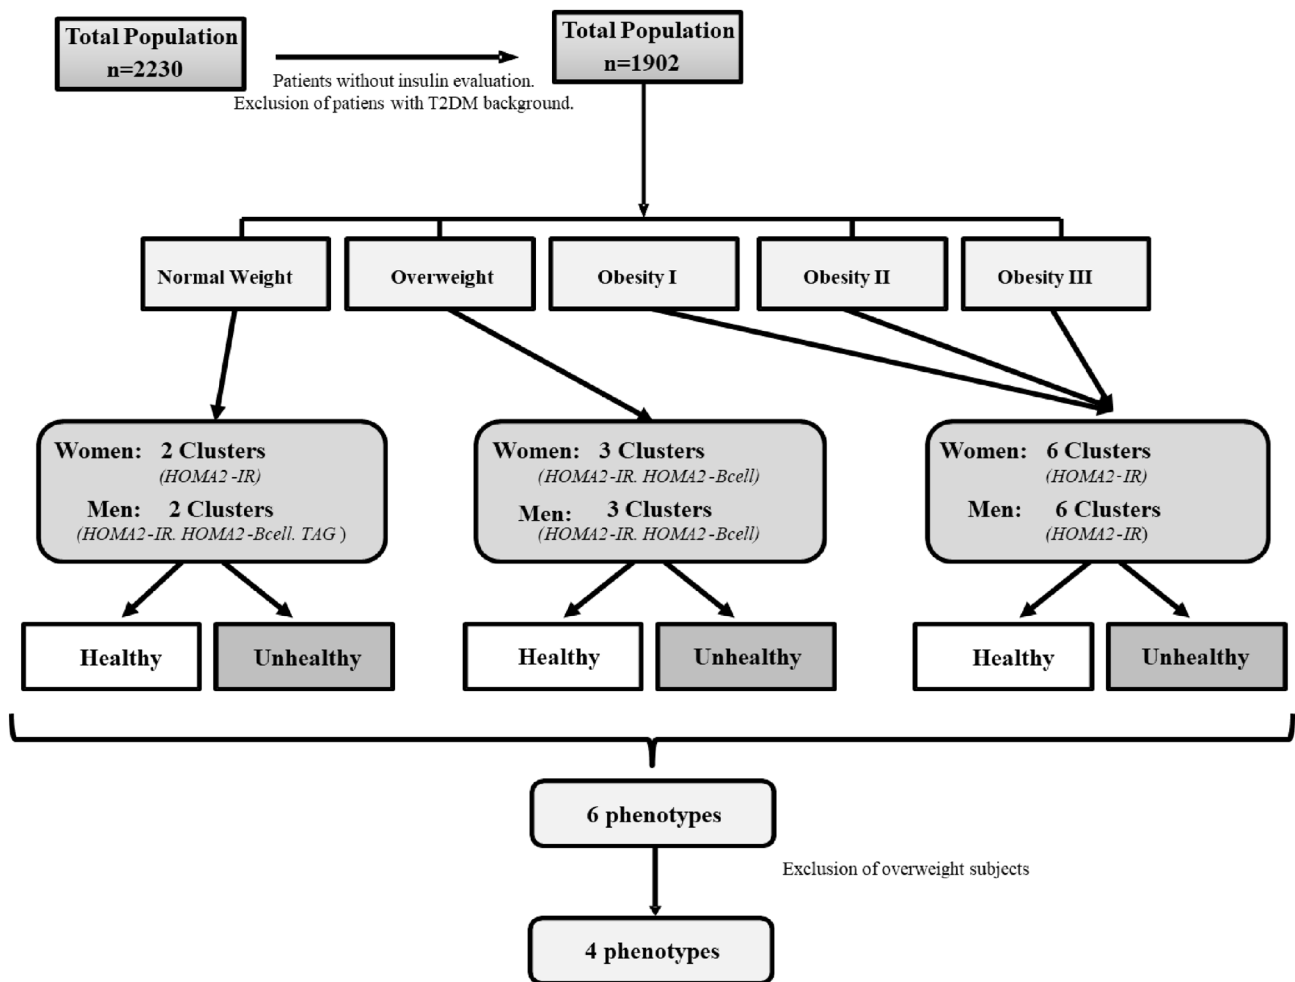 Total Population
n=2230
Patients without insulin evaluation.
Exclusion of patiens with T2DM background.
Total Population
n=1902
Normal Weight
Overweight
Obesity I
Obesity II
Obesity III
Women: 2 Clusters
(HOMA2-IR)
Men: 2 Clusters
(HOMA2-IR. HOMA2-Bcell. TAG )
Women: 3 Clusters
(HOMA2-IR. HOMA2-Bcell)
Men: 3 Clusters
(HOMA2-IR. HOMA2-Bcell)
Women: 6 Clusters
(HOMA2-IR)
Men: 6 Clusters
(HOMA2-IR)
Healthy
Unhealthy
Healthy
Unhealthy
Healthy
Unhealthy
6 phenotypes
Exclusion of overweight subjects
4 phenotypes